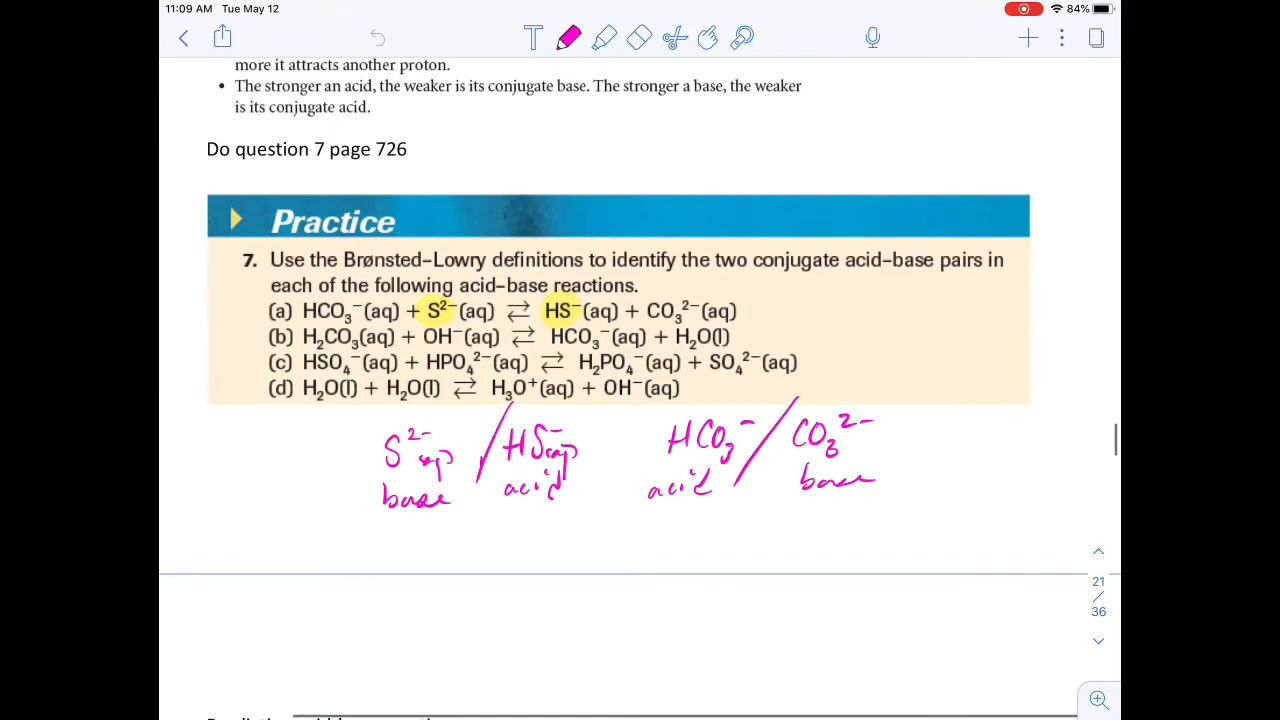 11:09 AM Tue May 12
84%
T
more it attracts another proton.
• The stronger an acid, the weaker is its conjugate base. The stronger a base, the weaker
is its conjugate acid.
Do question 7 page 726
Practice
7. Use the Brønsted–Lowry definitions to identify the two conjugate acid–base pairs in
each of the following acid–base reactions.
(a) HCO₃⁻(aq) + S²⁻(aq) ⇄ HS⁻(aq) + CO₃²⁻(aq)
(b) H₂CO₃(aq) + OH⁻(aq) ⇄ HCO₃⁻(aq) + H₂O(l)
(c) HSO₄⁻(aq) + HPO₄²⁻(aq) ⇄ H₂PO₄⁻(aq) + SO₄²⁻(aq)
(d) H₂O(l) + H₂O(l) ⇄ H₃O⁺(aq) + OH⁻(aq)
S²⁻aq / HS⁻aq HCO₃⁻ / CO₃²⁻
base acid acid base
21
/
36